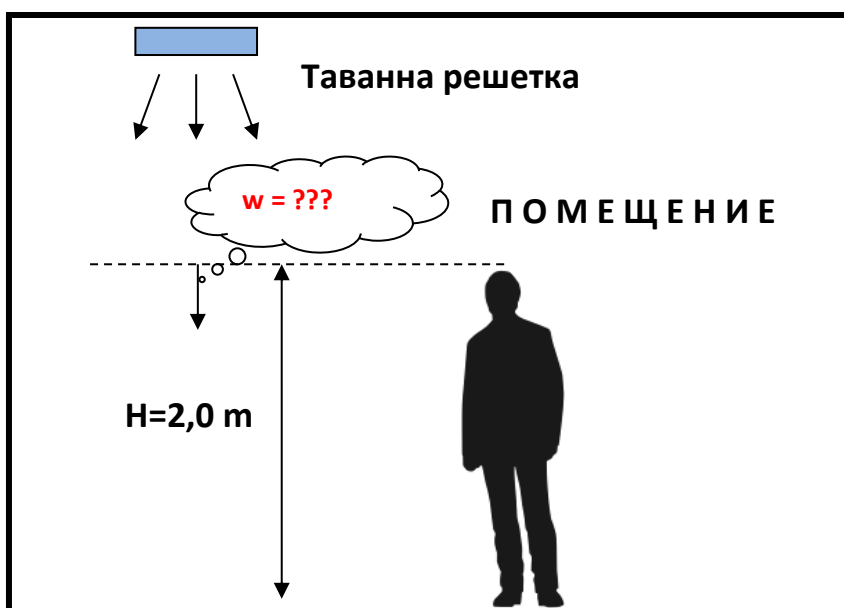 Таванна решетка
w = ???
П О М Е Щ Е Н И Е
H=2,0 m